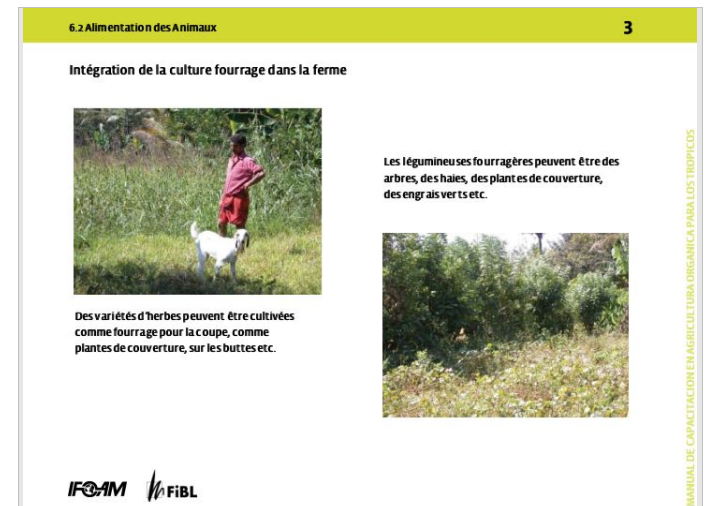 6.2 Alimentation des Animaux
3
Intégration de la culture fourrage dans la ferme
Des variétés d'herbes peuvent être cultivées
comme fourrage pour la coupe, comme
plantes de couverture, sur les buttes etc.
Les légumineuses fourragères peuvent être des
arbres, des haies, des plantes de couverture,
des engrais verts etc.
IFOAM
FiBL
MANUAL DE CAPACITACION EN AGRICULTURA ORGANICA PARA LOS TROPICOS